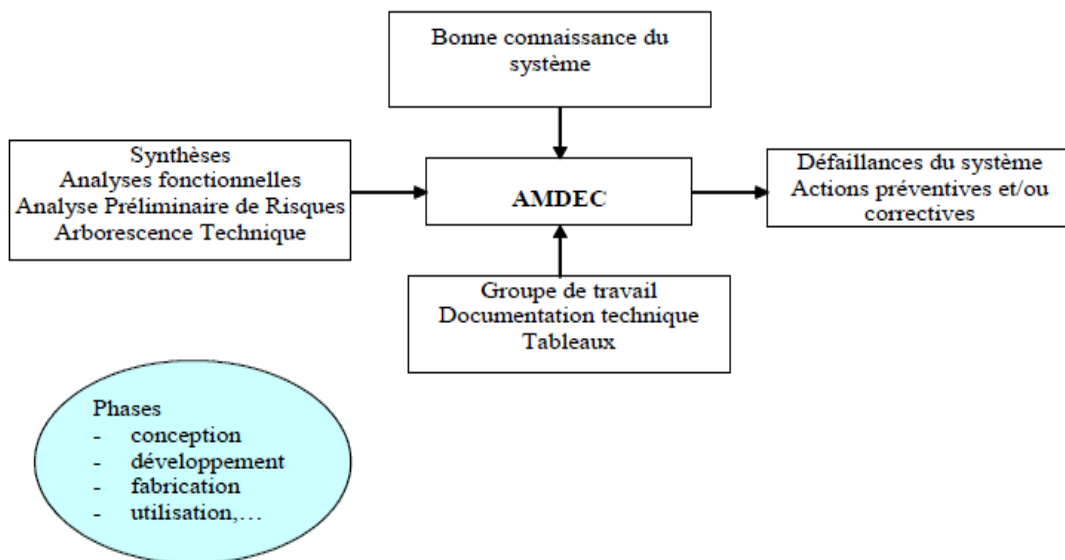 Bonne connaissance du
système
Synthèses
Analyses fonctionnelles
Analyse Préliminaire de Risques
Arborescence Technique
AMDEC
Défaillances du système
Actions préventives et/ou
correctives
Groupe de travail
Documentation technique
Tableaux
Phases
- conception
- développement
- fabrication
- utilisation,…